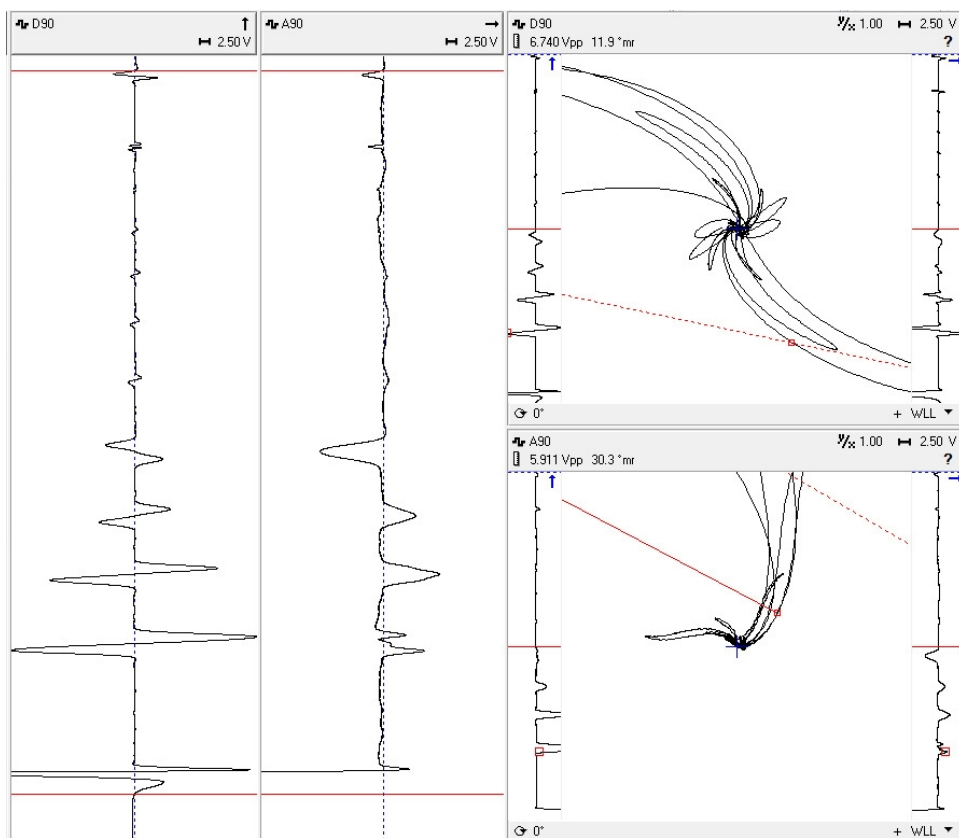 D90
2.50 V
A90
2.50 V
D90 y/x 1.00 2.50 V
6.740 Vpp 11.9 °mr ?
0° + WLL
A90 y/x 1.00 2.50 V
5.911 Vpp 30.3 °mr ?
0° + WLL